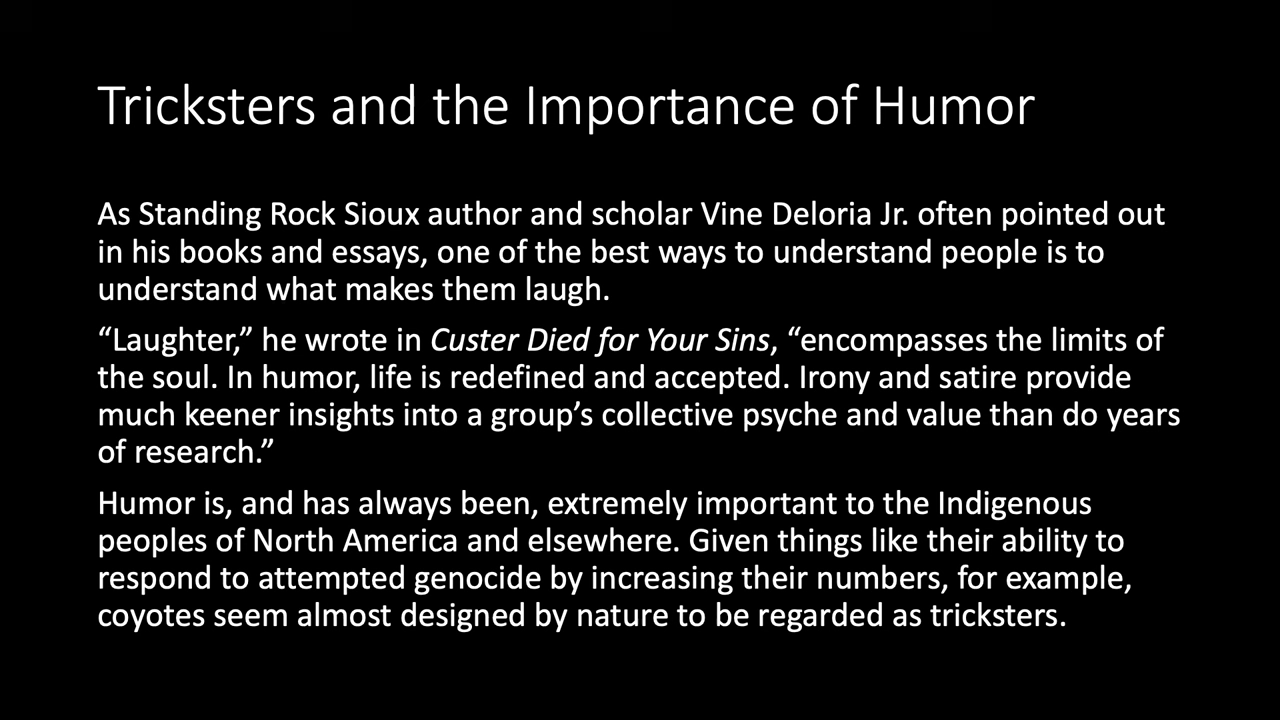 Tricksters and the Importance of Humor
As Standing Rock Sioux author and scholar Vine Deloria Jr. often pointed out
in his books and essays, one of the best ways to understand people is to
understand what makes them laugh.
“Laughter,” he wrote in Custer Died for Your Sins, “encompasses the limits of
the soul. In humor, life is redefined and accepted. Irony and satire provide
much keener insights into a group’s collective psyche and value than do years
of research.”
Humor is, and has always been, extremely important to the Indigenous
peoples of North America and elsewhere. Given things like their ability to
respond to attempted genocide by increasing their numbers, for example,
coyotes seem almost designed by nature to be regarded as tricksters.